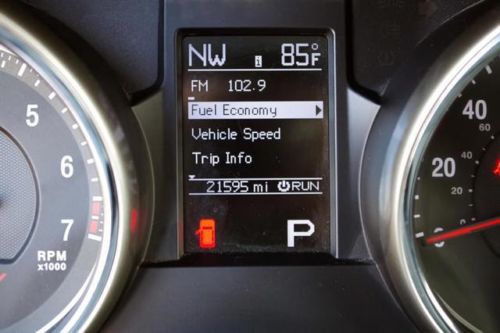 NW 85°F
FM 102.9
Fuel Economy
Vehicle Speed
Trip Info
21595 mi RUN
P
5
6
7
RPM
x1000
40
20
60
40
20